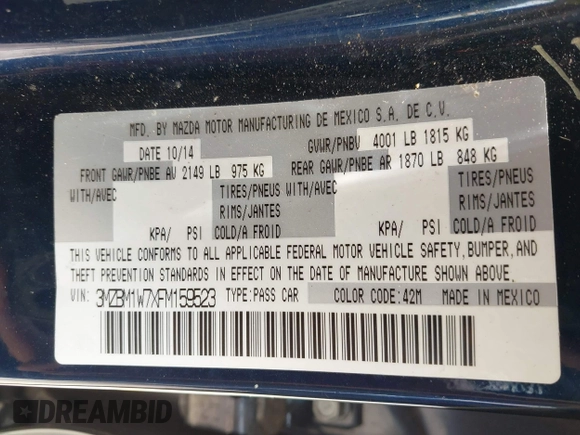 MFD. BY MAZDA MOTOR MANUFACTURING DE MEXICO S.A. DE C.V.
DATE 10/14 GVWR/PNBV 4001 LB 1815 KG
FRONT GAWR/PNBE AV 2149 LB 975 KG REAR GAWR/PNBE AR 1870 LB 848 KG
WITH/AVEC TIRES/PNEUS WITH/AVEC TIRES/PNEUS
RIMS/JANTES RIMS/JANTES
KPA/ PSI COLD/A FROID KPA/ PSI COLD/A FROID
THIS VEHICLE CONFORMS TO ALL APPLICABLE FEDERAL MOTOR VEHICLE SAFETY, BUMPER, AND
THEFT PREVENTION STANDARDS IN EFFECT ON THE DATE OF MANUFACTURE SHOWN ABOVE.
VIN: 3MZBM1W7XFM159523 TYPE:PASS CAR COLOR CODE:42M MADE IN MEXICO
DREAMBID